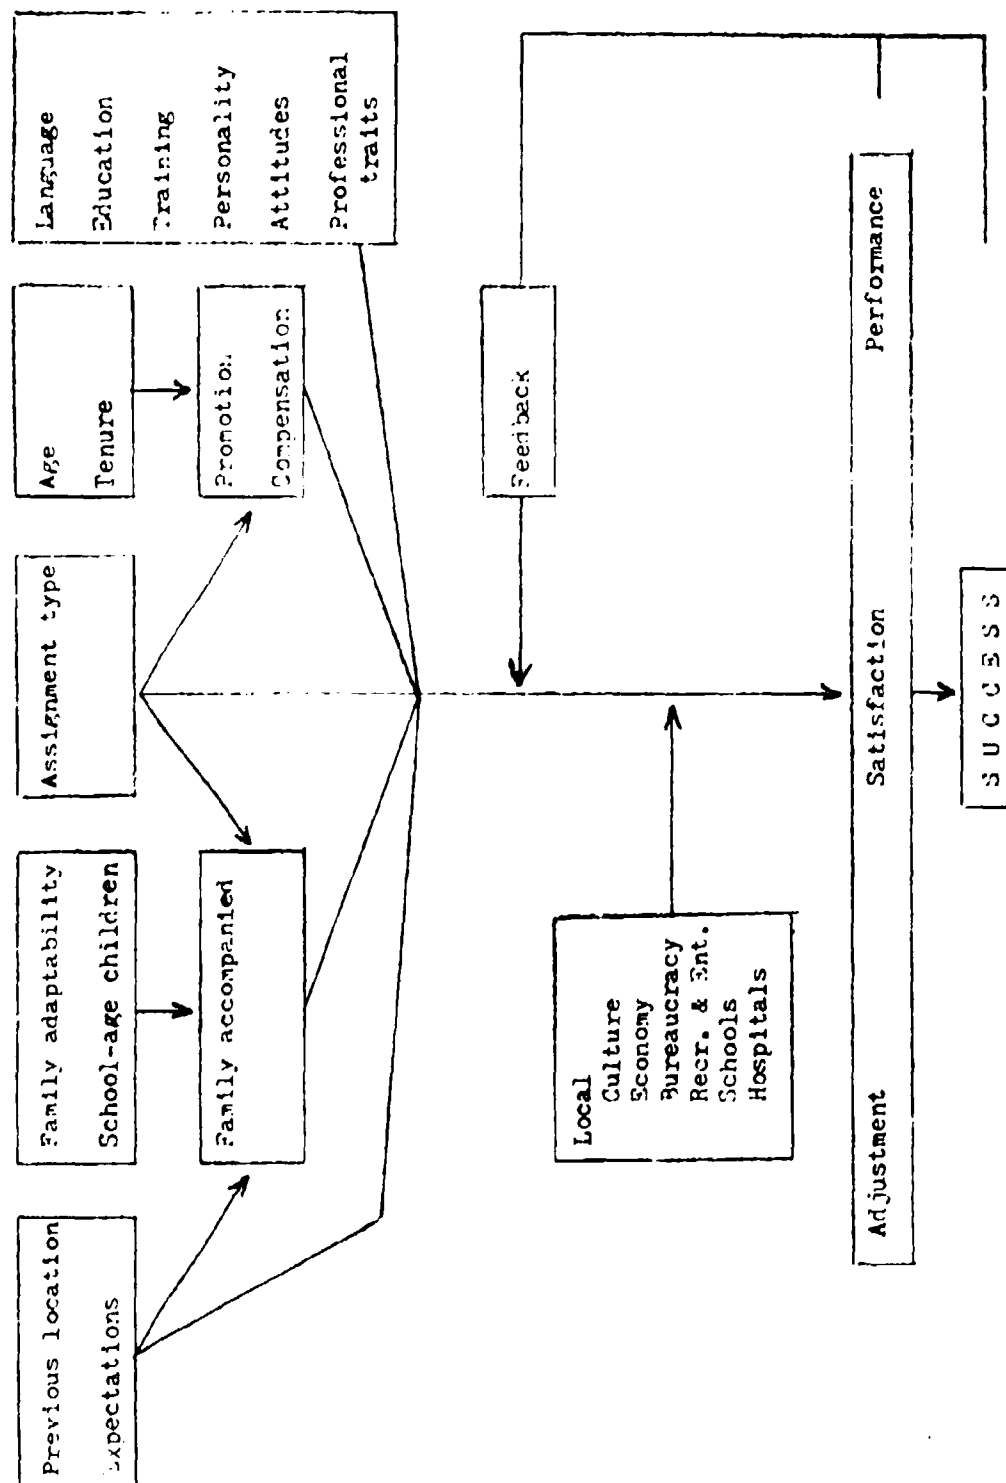 Previous location
Expectations
Family adaptability
School-age children
Assignment type
Age
Tenure
Language
Education
Training
Personality
Attitudes
Professional
traits
Family accompanied
Promotion
Compensation
Feedback
Local
Culture
Economy
Bureaucracy
Recr. & Ent.
Schools
Hospitals
Adjustment Satisfaction Performance
S U C C E S S